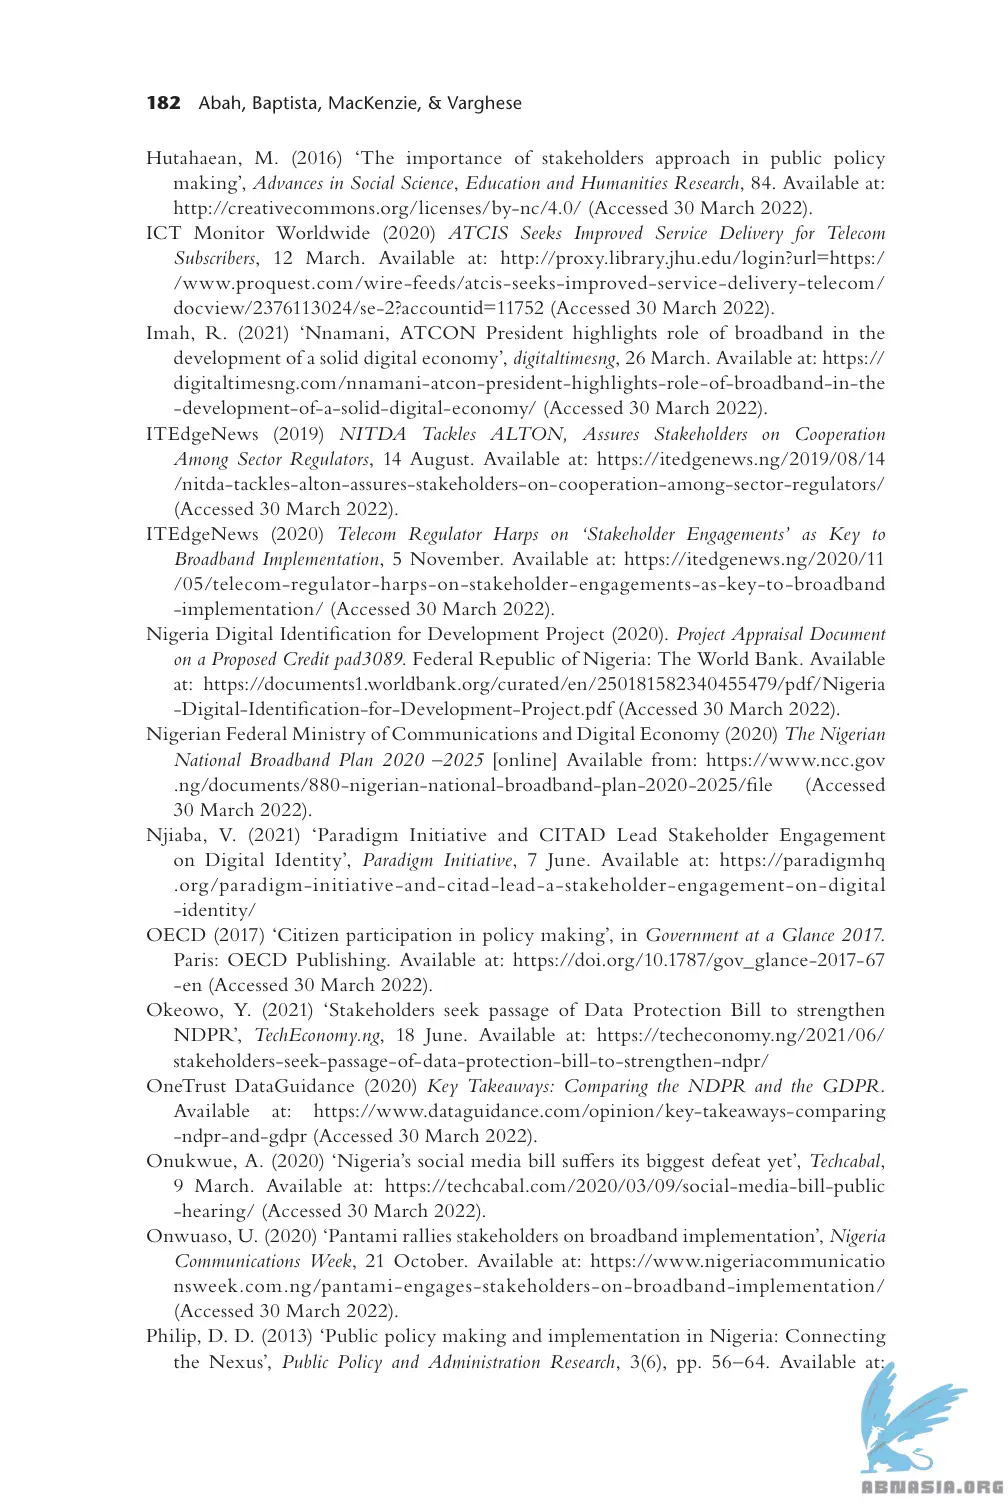 182 Abah, Baptista, MacKenzie, & Varghese
Hutahaean, M. (2016) ‘The importance of stakeholders approach in public policy
making’, Advances in Social Science, Education and Humanities Research, 84. Available at:
http://creativecommons.org/licenses/by-nc/4.0/ (Accessed 30 March 2022).
ICT Monitor Worldwide (2020) ATCIS Seeks Improved Service Delivery for Telecom
Subscribers, 12 March. Available at: http://proxy.library.jhu.edu/login?url=https:/
/www.proquest.com/wire-feeds/atcis-seeks-improved-service-delivery-telecom/
docview/2376113024/se-2?accountid=11752 (Accessed 30 March 2022).
Imah, R. (2021) ‘Nnamani, ATCON President highlights role of broadband in the
development of a solid digital economy’, digitaltimesng, 26 March. Available at: https://
digitaltimesng.com/nnamani-atcon-president-highlights-role-of-broadband-in-the
-development-of-a-solid-digital-economy/ (Accessed 30 March 2022).
ITEdgeNews (2019) NITDA Tackles ALTON, Assures Stakeholders on Cooperation
Among Sector Regulators, 14 August. Available at: https://itedgenews.ng/2019/08/14
/nitda-tackles-alton-assures-stakeholders-on-cooperation-among-sector-regulators/
(Accessed 30 March 2022).
ITEdgeNews (2020) Telecom Regulator Harps on ‘Stakeholder Engagements’ as Key to
Broadband Implementation, 5 November. Available at: https://itedgenews.ng/2020/11
/05/telecom-regulator-harps-on-stakeholder-engagements-as-key-to-broadband
-implementation/ (Accessed 30 March 2022).
Nigeria Digital Identification for Development Project (2020). Project Appraisal Document
on a Proposed Credit pad3089. Federal Republic of Nigeria: The World Bank. Available
at: https://documents1.worldbank.org/curated/en/250181582340455479/pdf/Nigeria
-Digital-Identification-for-Development-Project.pdf (Accessed 30 March 2022).
Nigerian Federal Ministry of Communications and Digital Economy (2020) The Nigerian
National Broadband Plan 2020 –2025 [online] Available from: https://www.ncc.gov
.ng/documents/880-nigerian-national-broadband-plan-2020-2025/file (Accessed
30 March 2022).
Njiaba, V. (2021) ‘Paradigm Initiative and CITAD Lead Stakeholder Engagement
on Digital Identity’, Paradigm Initiative, 7 June. Available at: https://paradigmhq
.org/paradigm-initiative-and-citad-lead-a-stakeholder-engagement-on-digital
-identity/
OECD (2017) ‘Citizen participation in policy making’, in Government at a Glance 2017.
Paris: OECD Publishing. Available at: https://doi.org/10.1787/gov_glance-2017-67
-en (Accessed 30 March 2022).
Okeowo, Y. (2021) ‘Stakeholders seek passage of Data Protection Bill to strengthen
NDPR’, TechEconomy.ng, 18 June. Available at: https://techeconomy.ng/2021/06/
stakeholders-seek-passage-of-data-protection-bill-to-strengthen-ndpr/
OneTrust DataGuidance (2020) Key Takeaways: Comparing the NDPR and the GDPR.
Available at: https://www.dataguidance.com/opinion/key-takeaways-comparing
-ndpr-and-gdpr (Accessed 30 March 2022).
Onukwue, A. (2020) ‘Nigeria’s social media bill suffers its biggest defeat yet’, Techcabal,
9 March. Available at: https://techcabal.com/2020/03/09/social-media-bill-public
-hearing/ (Accessed 30 March 2022).
Onwuaso, U. (2020) ‘Pantami rallies stakeholders on broadband implementation’, Nigeria
Communications Week, 21 October. Available at: https://www.nigeriacommunicatio
nsweek.com.ng/pantami-engages-stakeholders-on-broadband-implementation/
(Accessed 30 March 2022).
Philip, D. D. (2013) ‘Public policy making and implementation in Nigeria: Connecting
the Nexus’, Public Policy and Administration Research, 3(6), pp. 56–64. Available at:
ABNASIA.ORG